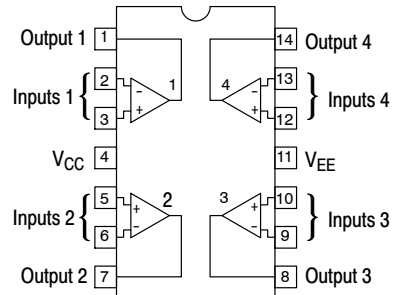 Output 1 1 14 Output 4
Inputs 1 2 - + 1 4 - + 13 Inputs 4
3 12
VCC 4 11 VEE
Inputs 2 5 + - 2 3 + - 10 Inputs 3
6 9
Output 2 7 8 Output 3